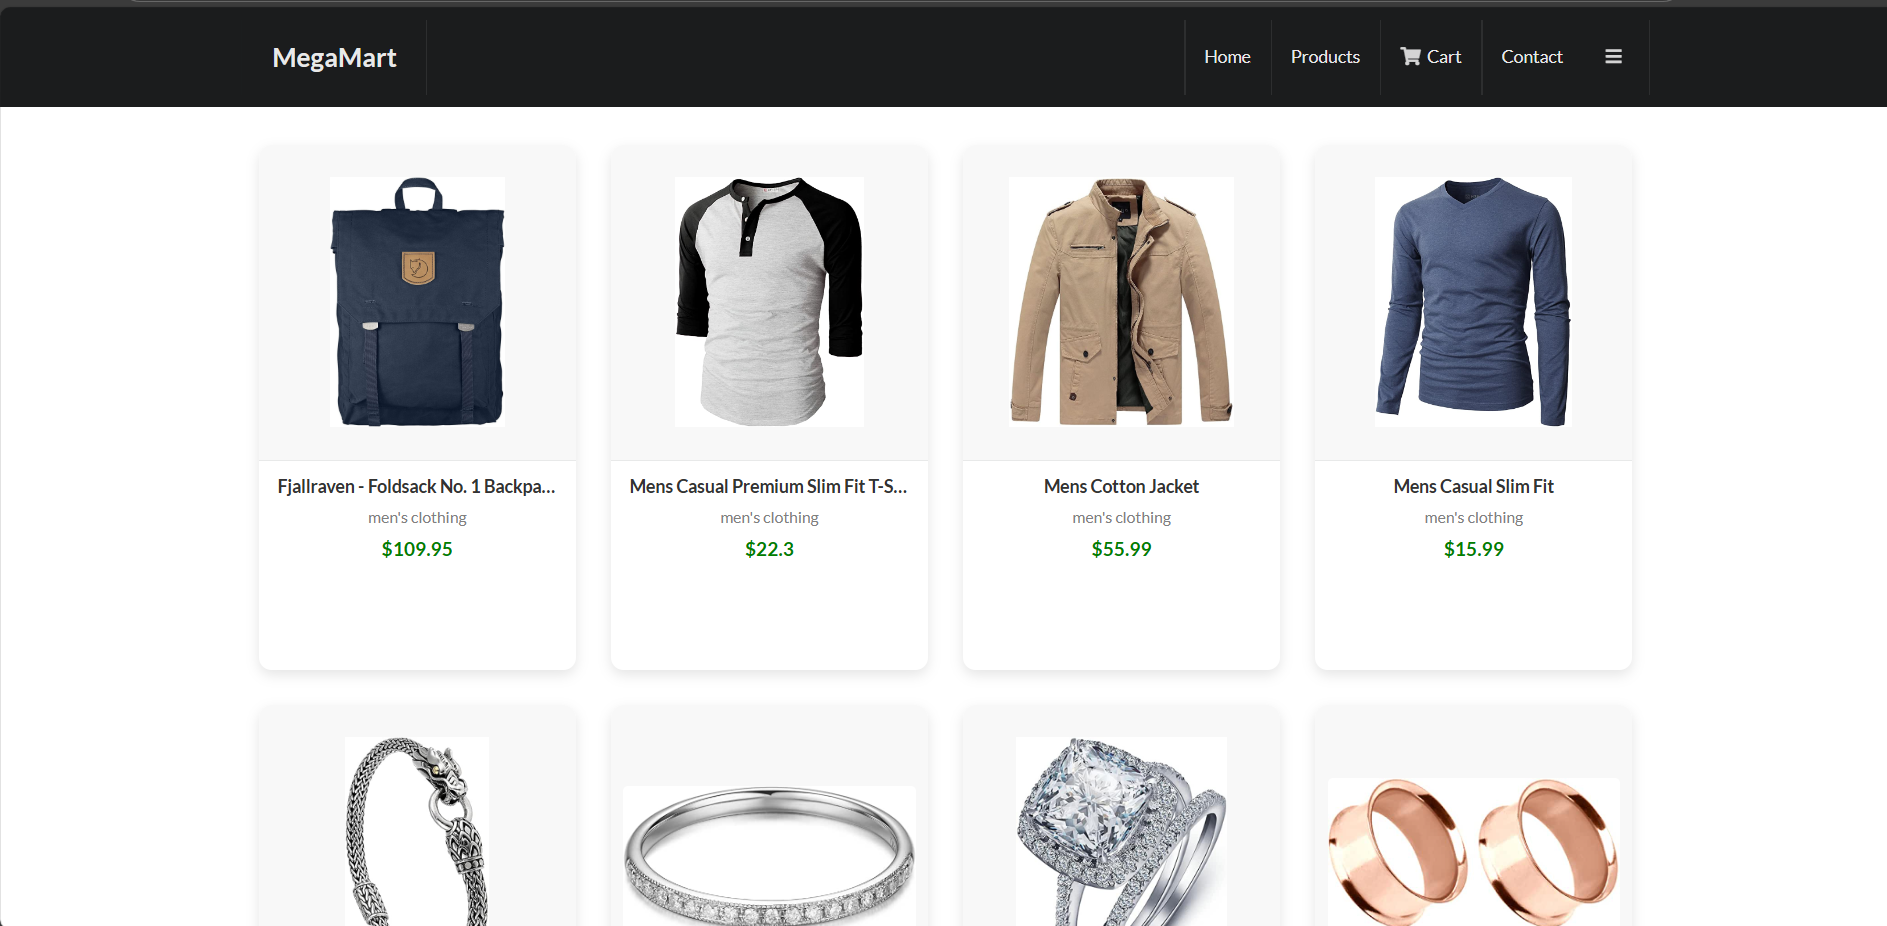 MegaMart
Home
Products
Cart
Contact
Fjallraven - Foldsack No. 1 Backpa...
men's clothing
$109.95
Mens Casual Premium Slim Fit T-S...
men's clothing
$22.3
Mens Cotton Jacket
men's clothing
$55.99
Mens Casual Slim Fit
men's clothing
$15.99